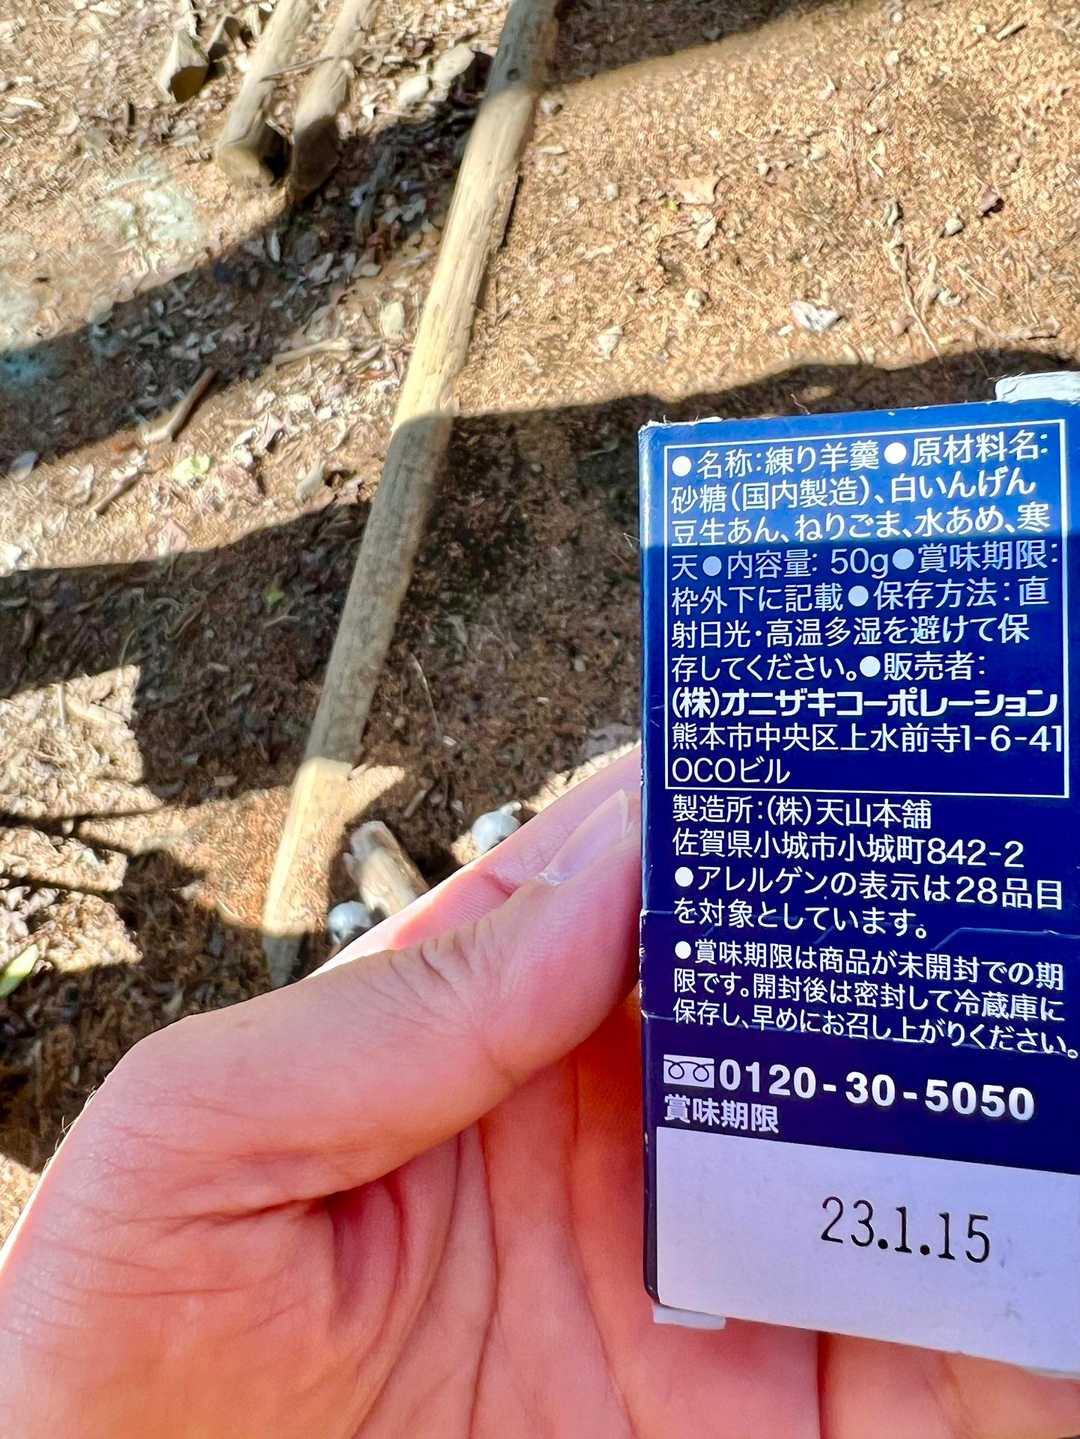 ●名称:練り羊羹●原材料名:
砂糖(国内製造)、白いんげん
豆生あん、ねりごま、水あめ、寒
天●内容量: 50g●賞味期限:
枠外下に記載●保存方法:直
射日光・高温多湿を避けて保
存してください。●販売者:
(株)オニザキコーポレーション
熊本市中央区上水前寺1-6-41
OCOビル
製造所:(株)天山本舗
佐賀県小城市小城町842-2
●アレルゲンの表示は28品目
を対象としています。
●賞味期限は商品が未開封での期
限です。開封後は密封して冷蔵庫に
保存し、早めにお召し上がりください。
0120-30-5050
賞味期限
23.1.15